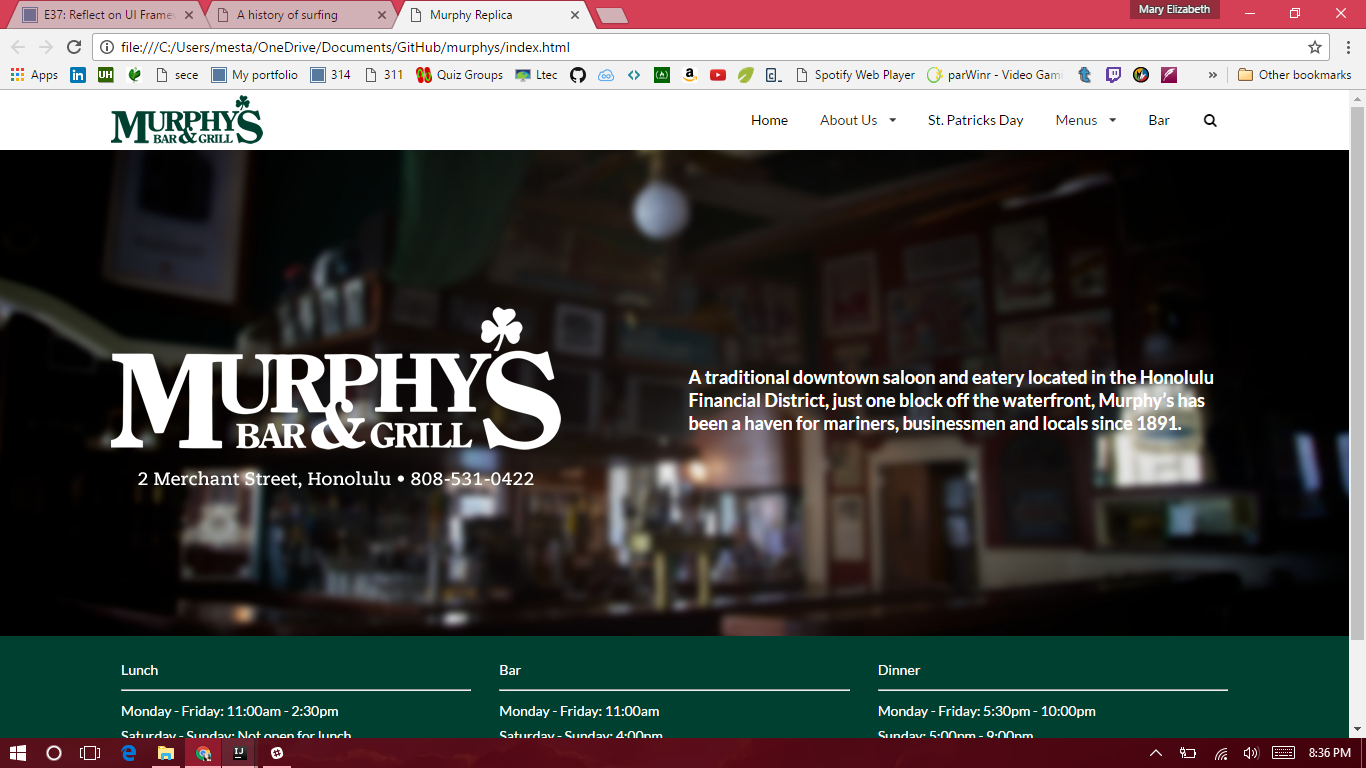 E37: Reflect on UI Frame
A history of surfing
Murphy Replica
Mary Elizabeth
file:///C:/Users/mesta/OneDrive/Documents/GitHub/murphys/index.html
Apps
in
UH
sece
My portfolio
314
311
Quiz Groups
Ltec
Spotify Web Player
parWinr - Video Gam
»
Other bookmarks
MURPHY'S
BAR & GRILL
Home
About Us
St. Patricks Day
Menus
Bar
MURPHY'S
BAR & GRILL
2 Merchant Street, Honolulu • 808-531-0422
A traditional downtown saloon and eatery located in the Honolulu
Financial District, just one block off the waterfront, Murphy's has
been a haven for mariners, businessmen and locals since 1891.
Lunch
Monday - Friday: 11:00am - 2:30pm
Saturday - Sunday: Not open for lunch
Bar
Monday - Friday: 11:00am
Saturday - Sunday: 4:00pm
Dinner
Monday - Friday: 5:30pm - 10:00pm
Sunday: 5:00pm - 9:00pm
IJ
8:36 PM